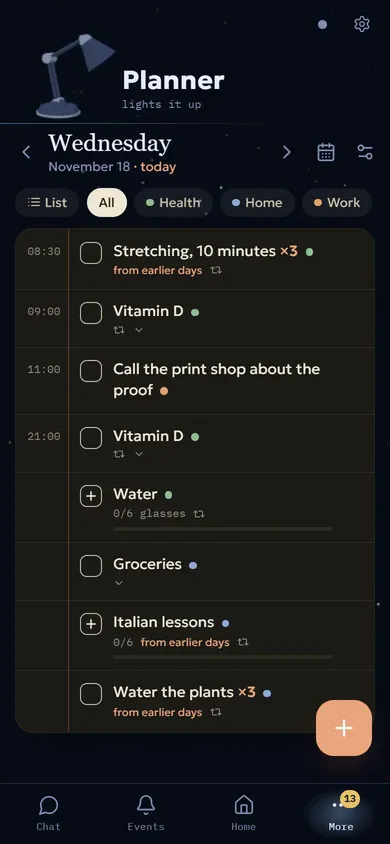 Planner
lights it up
Wednesday
November 18 · today
List All Health Home Work
08:30 Stretching, 10 minutes ×3
from earlier days
09:00 Vitamin D
11:00 Call the print shop about the
proof
21:00 Vitamin D
Water
0/6 glasses
Groceries
Italian lessons
0/6 from earlier days
Water the plants ×3
from earlier days
13
Chat Events Home More